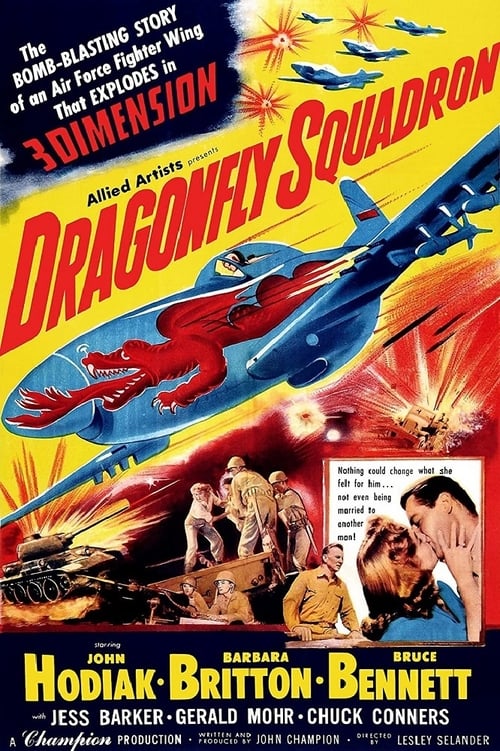 The
BOMB-BLASTING STORY
of an Air Force Fighter Wing
That EXPLODES in
3 DIMENSION
Allied Artists presents
DRAGONFLY SQUADRON
Nothing could change what she
felt for him...
not even being
married to
another
man!
starring
JOHN HODIAK • BARBARA BRITTON • BRUCE BENNETT
with JESS BARKER • GERALD MOHR • CHUCK CONNERS
A Champion PRODUCTION • WRITTEN AND PRODUCED BY JOHN CHAMPION • DIRECTED BY LESLEY SELANDER